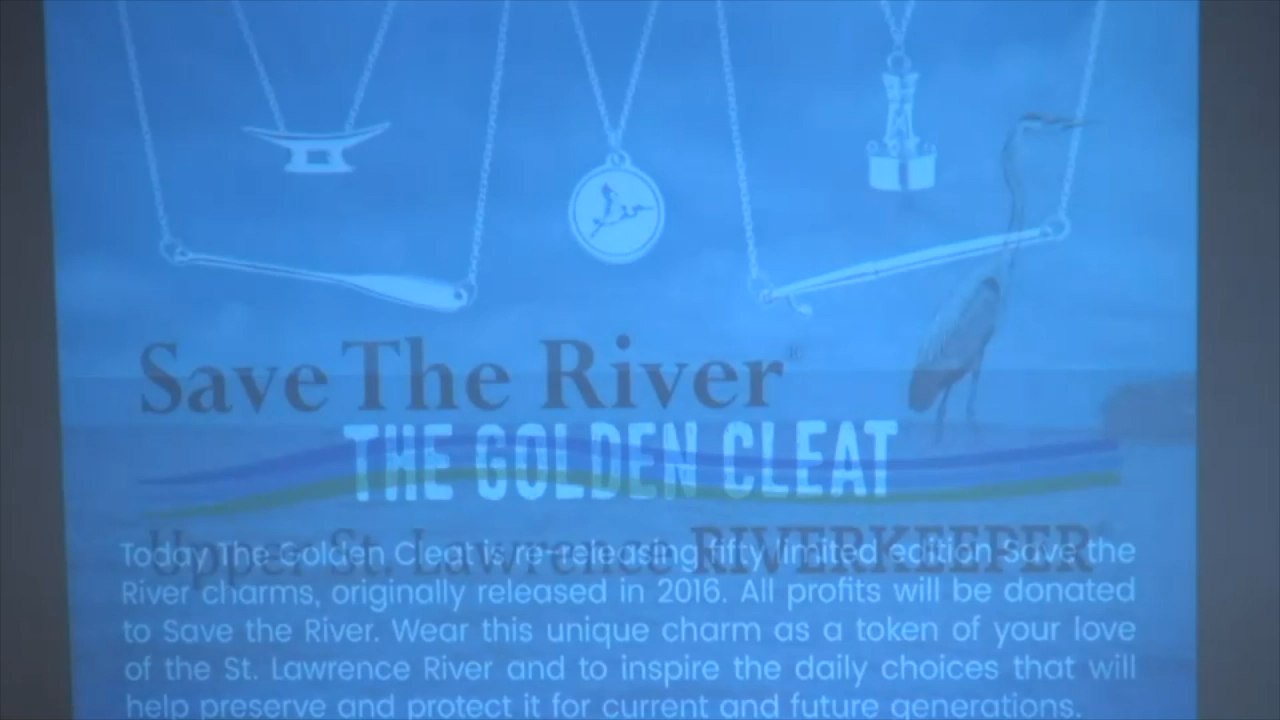 Save The River®
THE GOLDEN CLEAT
Upper St. Lawrence RIVERKEEPER®
Today The Golden Cleat is re-releasing fifty limited edition Save the
River charms, originally released in 2016. All profits will be donated
to Save the River. Wear this unique charm as a token of your love
of the St. Lawrence River and to inspire the daily choices that will
help preserve and protect it for current and future generations.